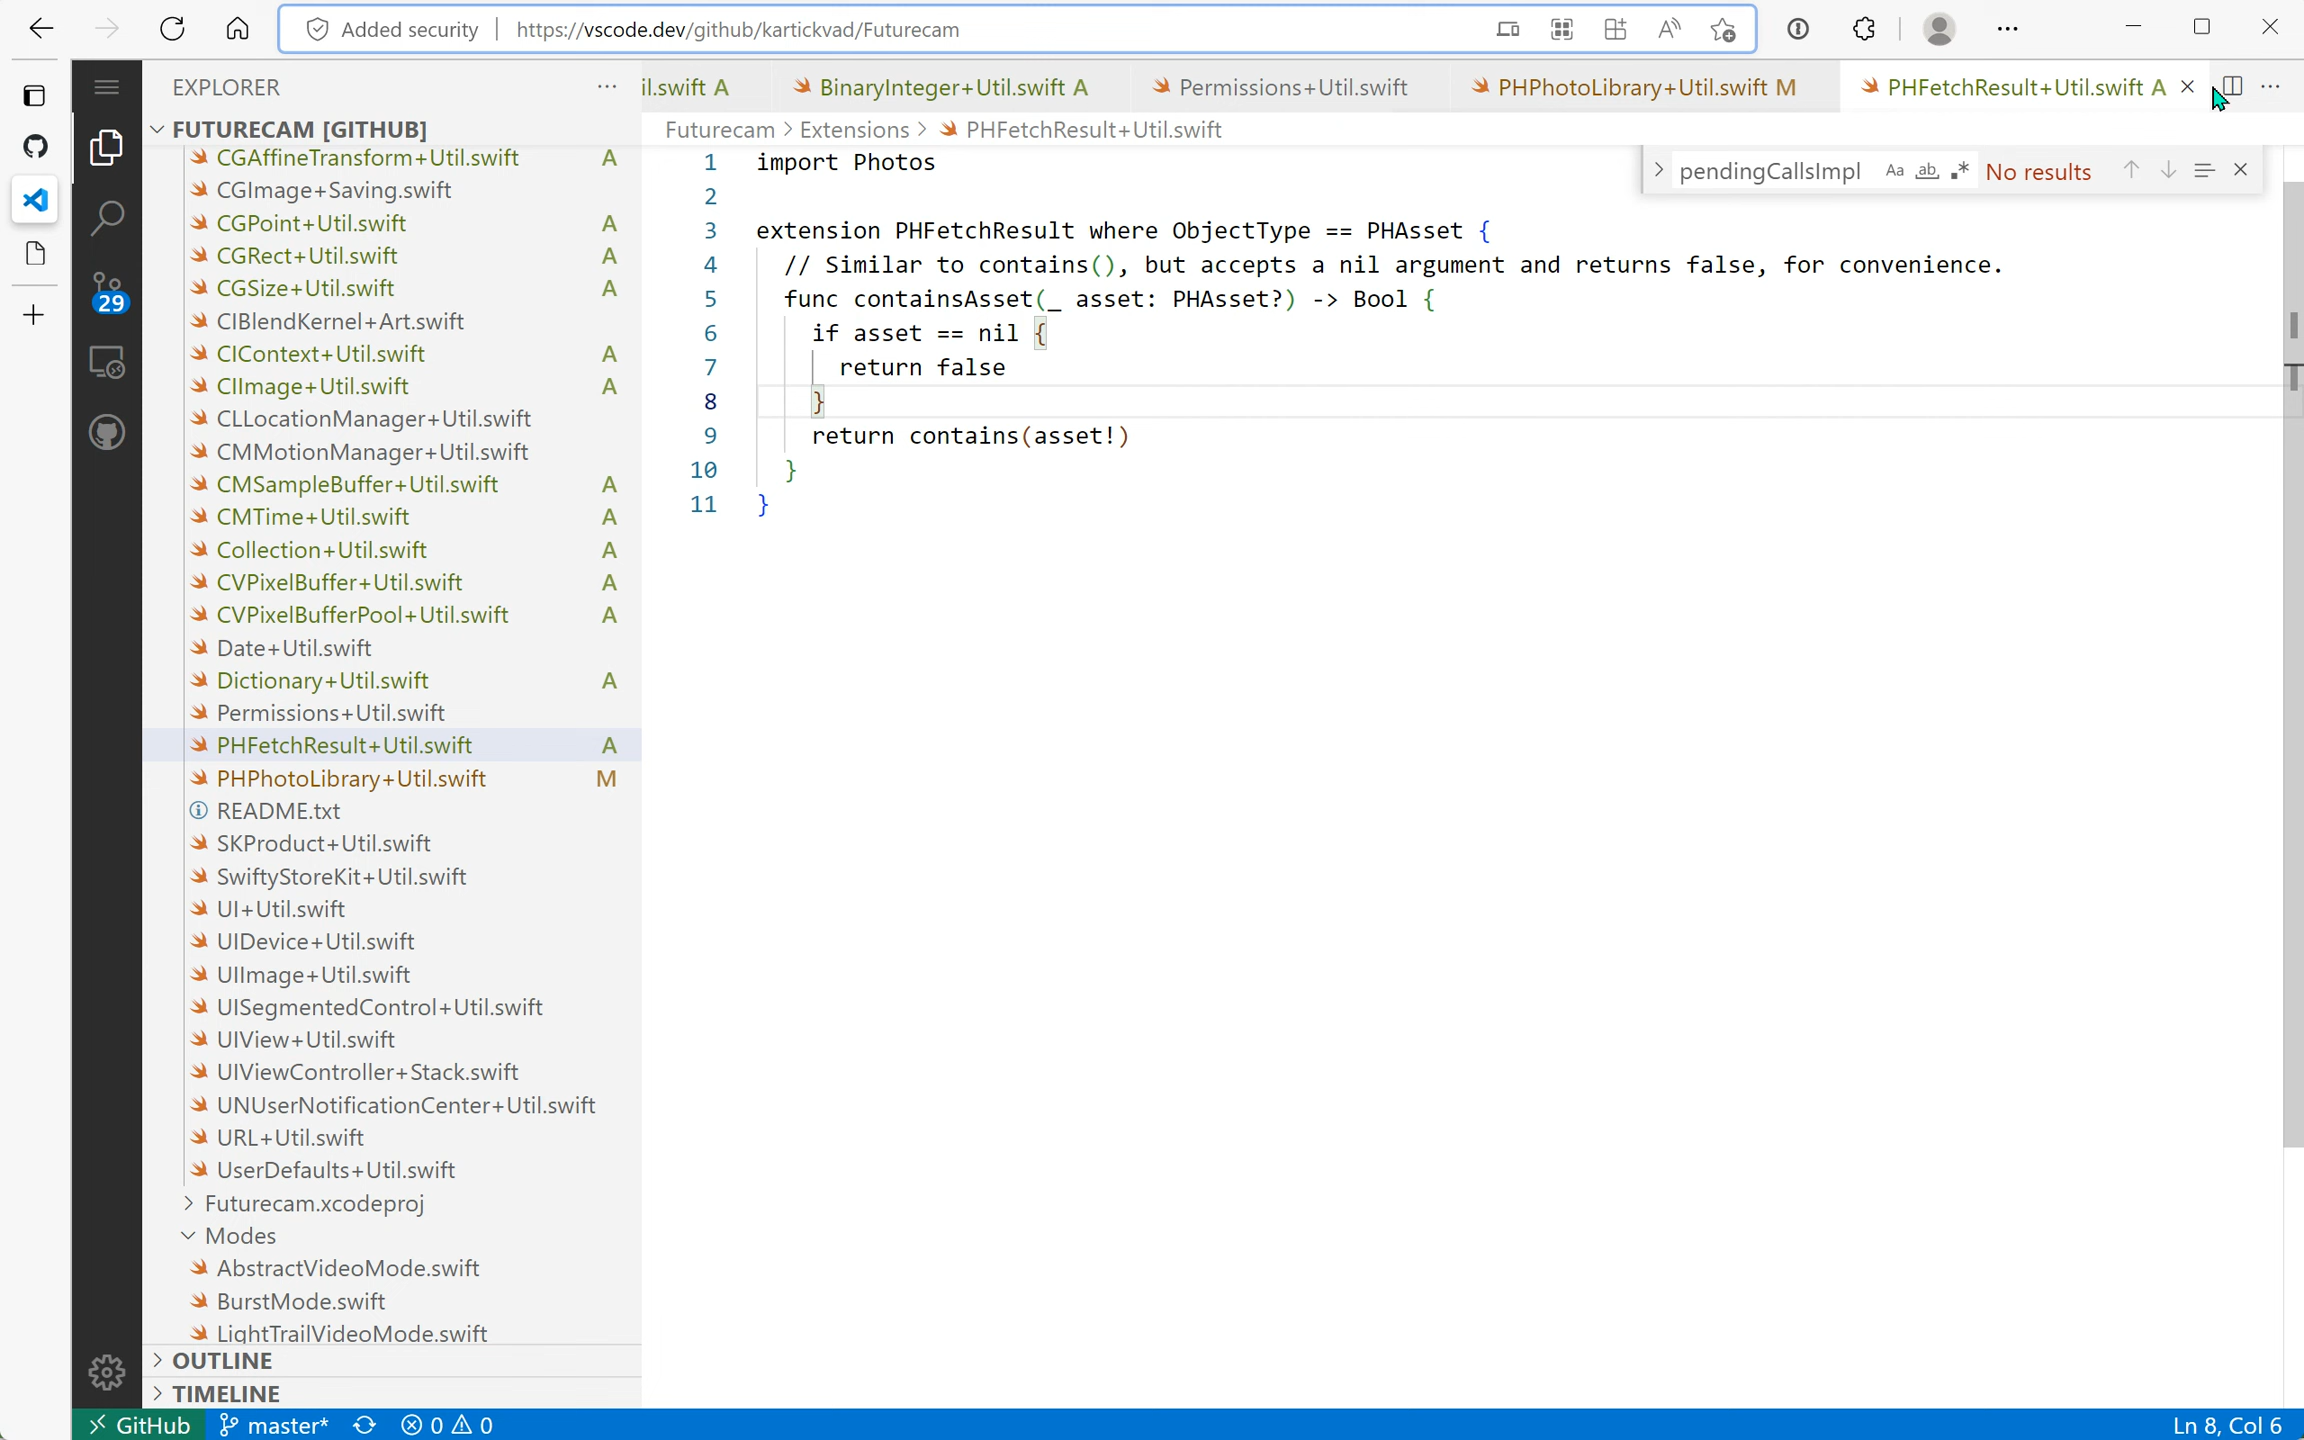 Added security https://vscode.dev/github/kartickvad/Futurecam
EXPLORER
il.swift A
BinaryInteger+Util.swift A
Permissions+Util.swift
PHPhotoLibrary+Util.swift M
PHFetchResult+Util.swift A
FUTURECAM [GITHUB]
CGAffineTransform+Util.swift A
CGImage+Saving.swift
CGPoint+Util.swift A
CGRect+Util.swift A
CGSize+Util.swift A
CIBlendKernel+Art.swift
CIContext+Util.swift A
CIImage+Util.swift A
CLLocationManager+Util.swift
CMMotionManager+Util.swift
CMSampleBuffer+Util.swift A
CMTime+Util.swift A
Collection+Util.swift A
CVPixelBuffer+Util.swift A
CVPixelBufferPool+Util.swift A
Date+Util.swift
Dictionary+Util.swift A
Permissions+Util.swift
PHFetchResult+Util.swift A
PHPhotoLibrary+Util.swift M
README.txt
SKProduct+Util.swift
SwiftyStoreKit+Util.swift
UI+Util.swift
UIDevice+Util.swift
UIImage+Util.swift
UISegmentedControl+Util.swift
UIView+Util.swift
UIViewController+Stack.swift
UNUserNotificationCenter+Util.swift
URL+Util.swift
UserDefaults+Util.swift
Futurecam.xcodeproj
Modes
AbstractVideoMode.swift
BurstMode.swift
LightTrailVideoMode.swift
OUTLINE
TIMELINE
29
Futurecam > Extensions > PHFetchResult+Util.swift
pendingCallsImpl Aa ab .* No results
1 import Photos
2
3 extension PHFetchResult where ObjectType == PHAsset {
4 // Similar to contains(), but accepts a nil argument and returns false, for convenience.
5 func containsAsset(_ asset: PHAsset?) -> Bool {
6 if asset == nil {
7 return false
8 }
9 return contains(asset!)
10 }
11 }
GitHub master* 0 0
Ln 8, Col 6